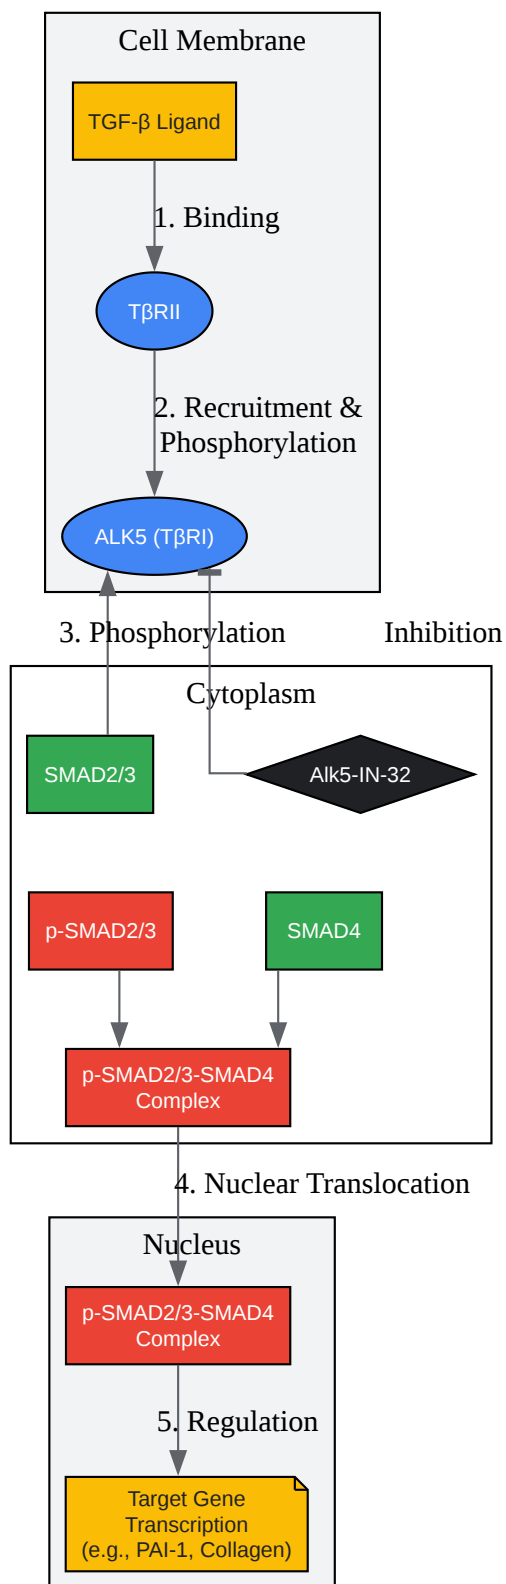 Cell Membrane
TGF-β Ligand
1. Binding
TβRII
2. Recruitment &
Phosphorylation
ALK5 (TβRI)
3. Phosphorylation
Inhibition
Cytoplasm
SMAD2/3
Alk5-IN-32
p-SMAD2/3
SMAD4
p-SMAD2/3-SMAD4
Complex
4. Nuclear Translocation
Nucleus
p-SMAD2/3-SMAD4
Complex
5. Regulation
Target Gene
Transcription
(e.g., PAI-1, Collagen)